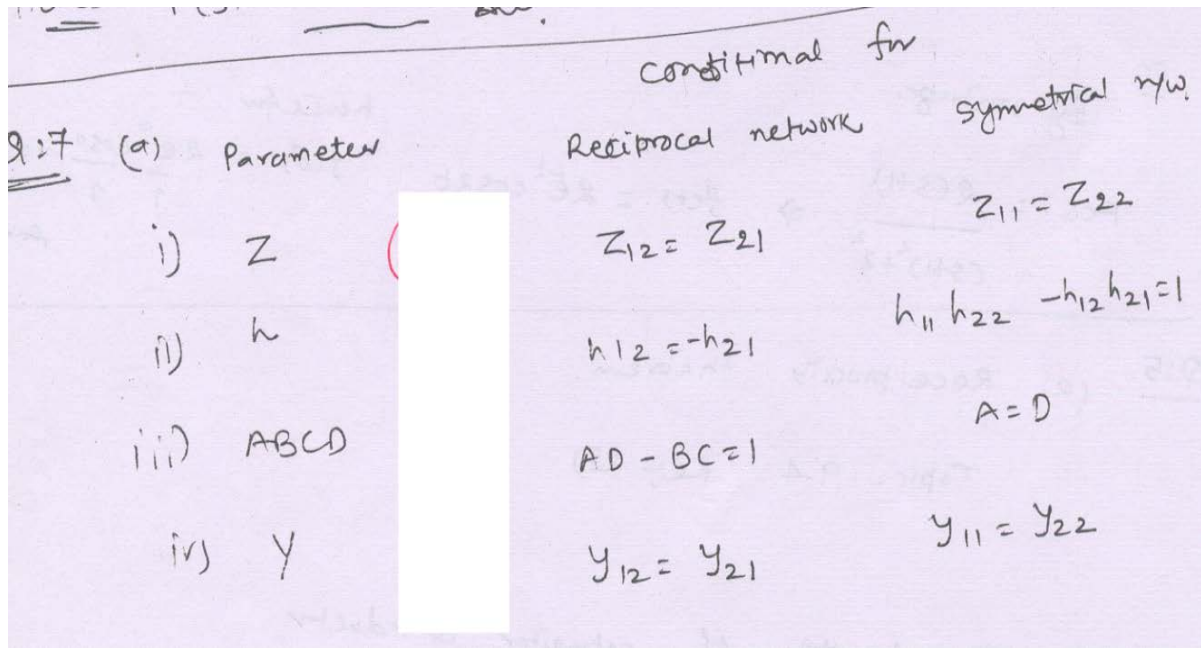 conditional for
Q:7 (a) Parameter Reciprocal network symmetrical n/w.
i) Z Z12 = Z21 Z11 = Z22
ii) h h12 = -h21 h11 h22 -h12 h21 = 1
iii) ABCD AD - BC = 1 A = D
iv) Y Y12 = Y21 Y11 = Y22